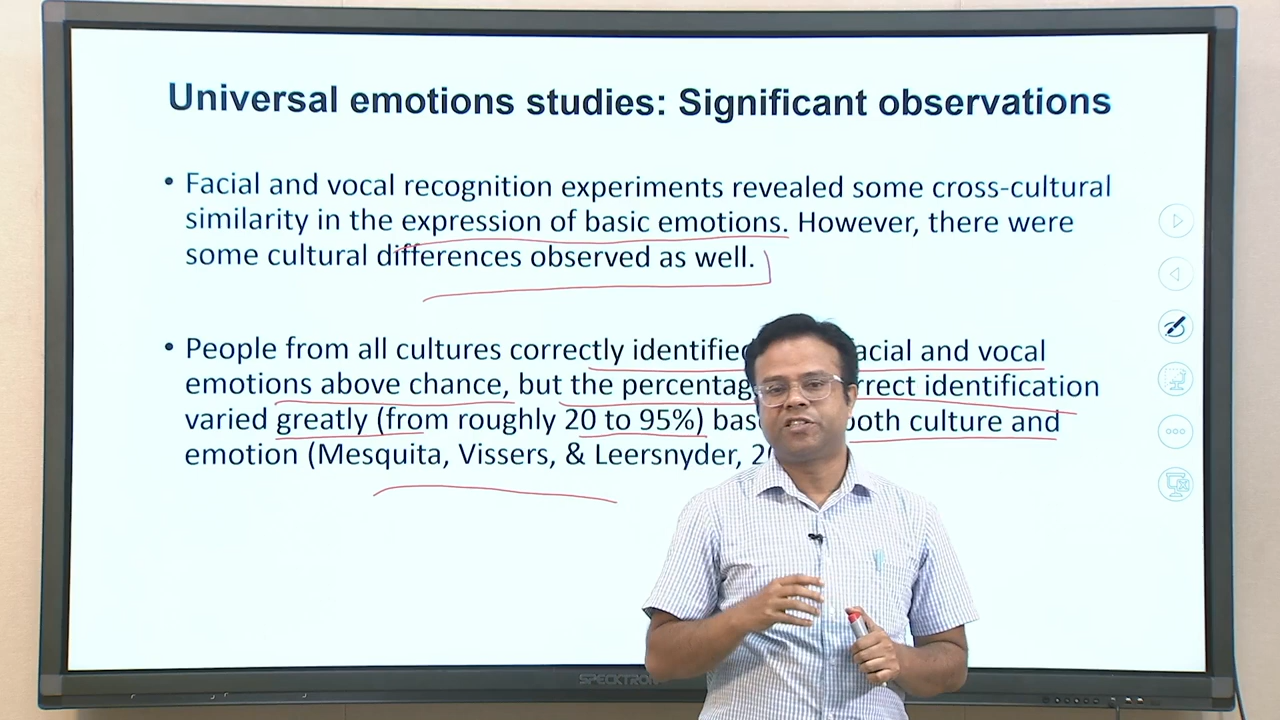 Universal emotions studies: Significant observations
• Facial and vocal recognition experiments revealed some cross-cultural
similarity in the expression of basic emotions. However, there were
some cultural differences observed as well.
• People from all cultures correctly identified facial and vocal
emotions above chance, but the percentag rrect identification
varied greatly (from roughly 20 to 95%) bas both culture and
emotion (Mesquita, Vissers, & Leersnyder,
SPECKTRON